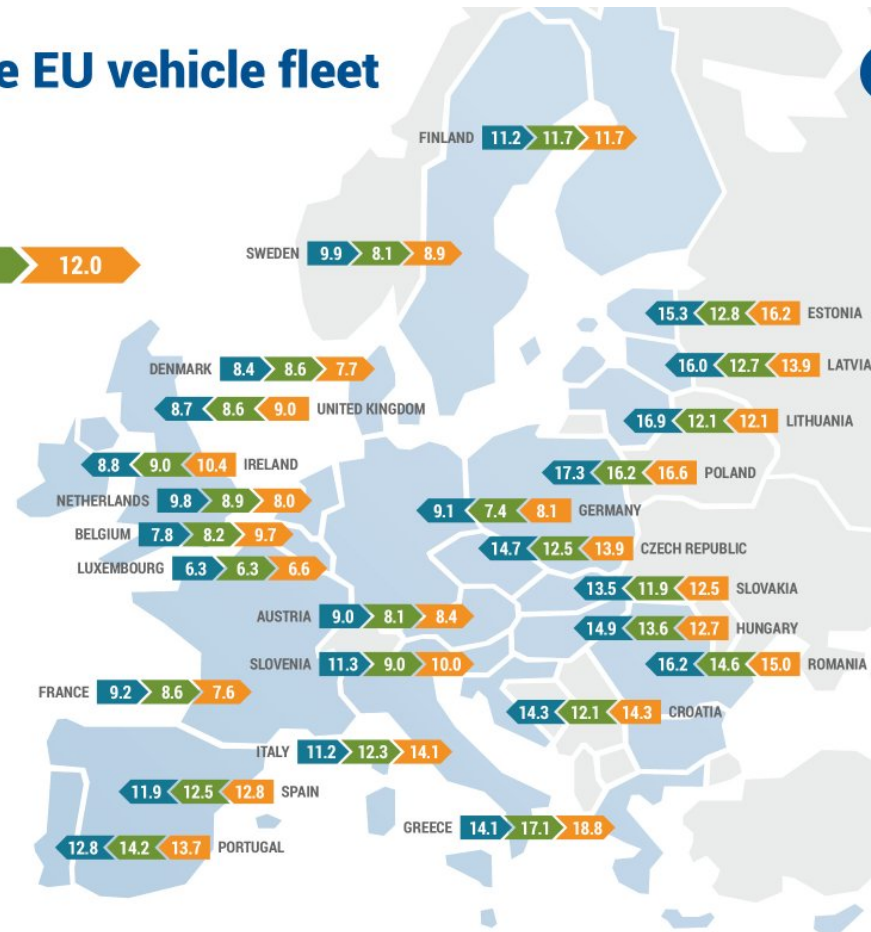 e EU vehicle fleet
FINLAND 11.2 11.7 11.7
12.0
SWEDEN 9.9 8.1 8.9
15.3 12.8 16.2 ESTONIA
DENMARK 8.4 8.6 7.7
16.0 12.7 13.9 LATVIA
8.7 8.6 9.0 UNITED KINGDOM
16.9 12.1 12.1 LITHUANIA
8.8 9.0 10.4 IRELAND
17.3 16.2 16.6 POLAND
NETHERLANDS 9.8 8.9 8.0
9.1 7.4 8.1 GERMANY
BELGIUM 7.8 8.2 9.7
14.7 12.5 13.9 CZECH REPUBLIC
LUXEMBOURG 6.3 6.3 6.6
13.5 11.9 12.5 SLOVAKIA
AUSTRIA 9.0 8.1 8.4
14.9 13.6 12.7 HUNGARY
SLOVENIA 11.3 9.0 10.0
16.2 14.6 15.0 ROMANIA
FRANCE 9.2 8.6 7.6
14.3 12.1 14.3 CROATIA
ITALY 11.2 12.3 14.1
11.9 12.5 12.8 SPAIN
GREECE 14.1 17.1 18.8
12.8 14.2 13.7 PORTUGAL